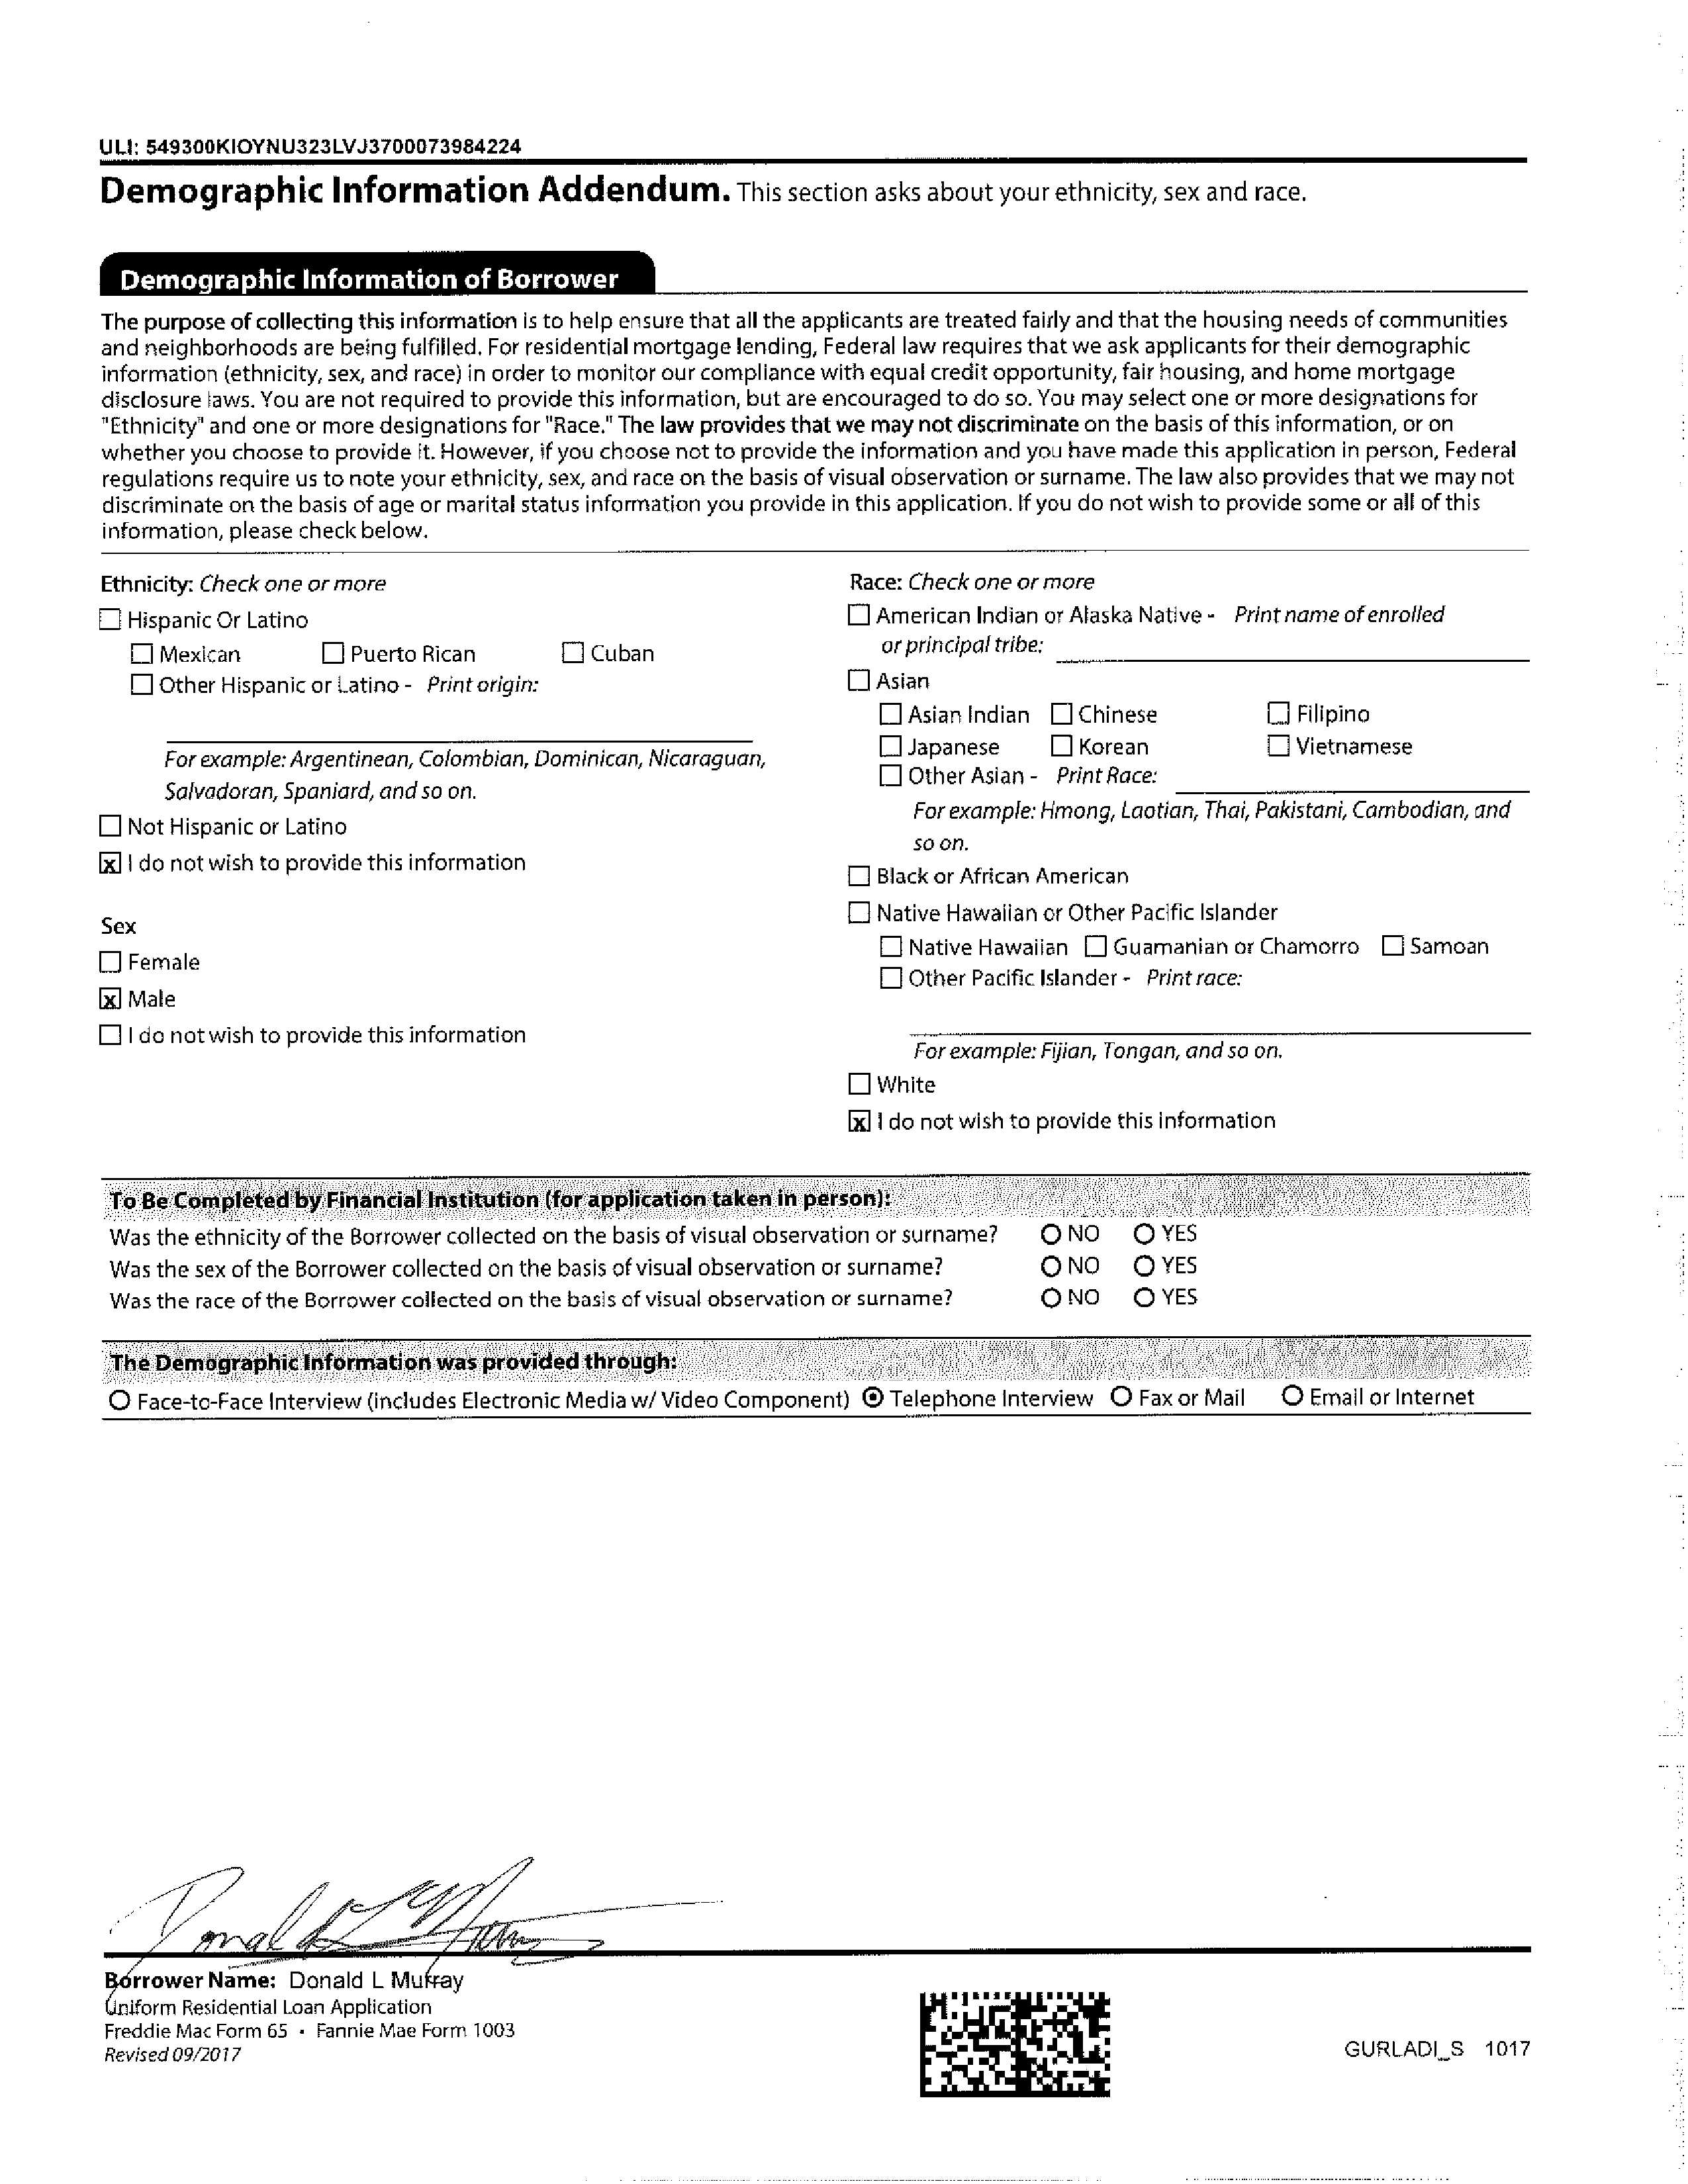 ULI: 549300KIOYNU323LVJ3700073984224
Demographic Information Addendum. This section asks about your ethnicity, sex and race.
Demographic Information of Borrower
The purpose of collecting this information is to help ensure that all the applicants are treated fairly and that the housing needs of communities
and neighborhoods are being fulfilled. For residential mortgage lending, Federal law requires that we ask applicants for their demographic
information (ethnicity, sex, and race) in order to monitor our compliance with equal credit opportunity, fair housing, and home mortgage
disclosure laws. You are not required to provide this information, but are encouraged to do so. You may select one or more designations for
"Ethnicity" and one or more designations for "Race." The law provides that we may not discriminate on the basis of this information, or on
whether you choose to provide it. However, if you choose not to provide the information and you have made this application in person, Federal
regulations require us to note your ethnicity, sex, and race on the basis of visual observation or surname. The law also provides that we may not
discriminate on the basis of age or marital status information you provide in this application. If you do not wish to provide some or all of this
information, please check below.
Ethnicity: Check one or more
☐ Hispanic Or Latino
☐ Mexican ☐ Puerto Rican ☐ Cuban
☐ Other Hispanic or Latino - Print origin:
For example: Argentinean, Colombian, Dominican, Nicaraguan,
Salvadoran, Spaniard, and so on.
☐ Not Hispanic or Latino
☒ I do not wish to provide this information
Sex
☐ Female
☒ Male
☐ I do not wish to provide this information
Race: Check one or more
☐ American Indian or Alaska Native - Print name of enrolled
or principal tribe:
☐ Asian
☐ Asian Indian ☐ Chinese ☐ Filipino
☐ Japanese ☐ Korean ☐ Vietnamese
☐ Other Asian - Print Race:
For example: Hmong, Laotian, Thai, Pakistani, Cambodian, and
so on.
☐ Black or African American
☐ Native Hawaiian or Other Pacific Islander
☐ Native Hawaiian ☐ Guamanian or Chamorro ☐ Samoan
☐ Other Pacific Islander - Print race:
For example: Fijian, Tongan, and so on.
☐ White
☒ I do not wish to provide this information
To Be Completed by Financial Institution (for application taken in person):
Was the ethnicity of the Borrower collected on the basis of visual observation or surname? ○ NO ○ YES
Was the sex of the Borrower collected on the basis of visual observation or surname? ○ NO ○ YES
Was the race of the Borrower collected on the basis of visual observation or surname? ○ NO ○ YES
The Demographic Information was provided through:
○ Face-to-Face Interview (includes Electronic Media w/ Video Component) ◉ Telephone Interview ○ Fax or Mail ○ Email or Internet
Donald L Murray
Borrower Name: Donald L Murray
Uniform Residential Loan Application
Freddie Mac Form 65 • Fannie Mae Form 1003
Revised 09/2017
GURLADI_S 1017